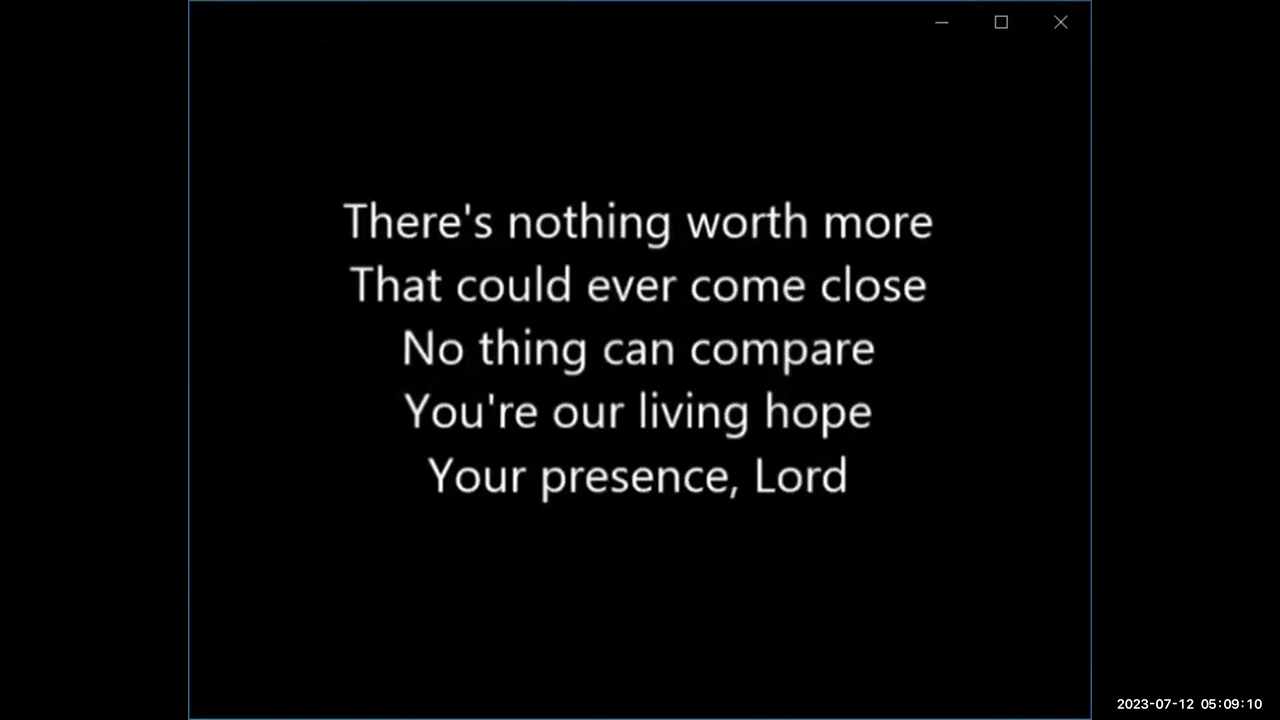 There's nothing worth more
That could ever come close
No thing can compare
You're our living hope
Your presence, Lord
2023-07-12 05:09:10